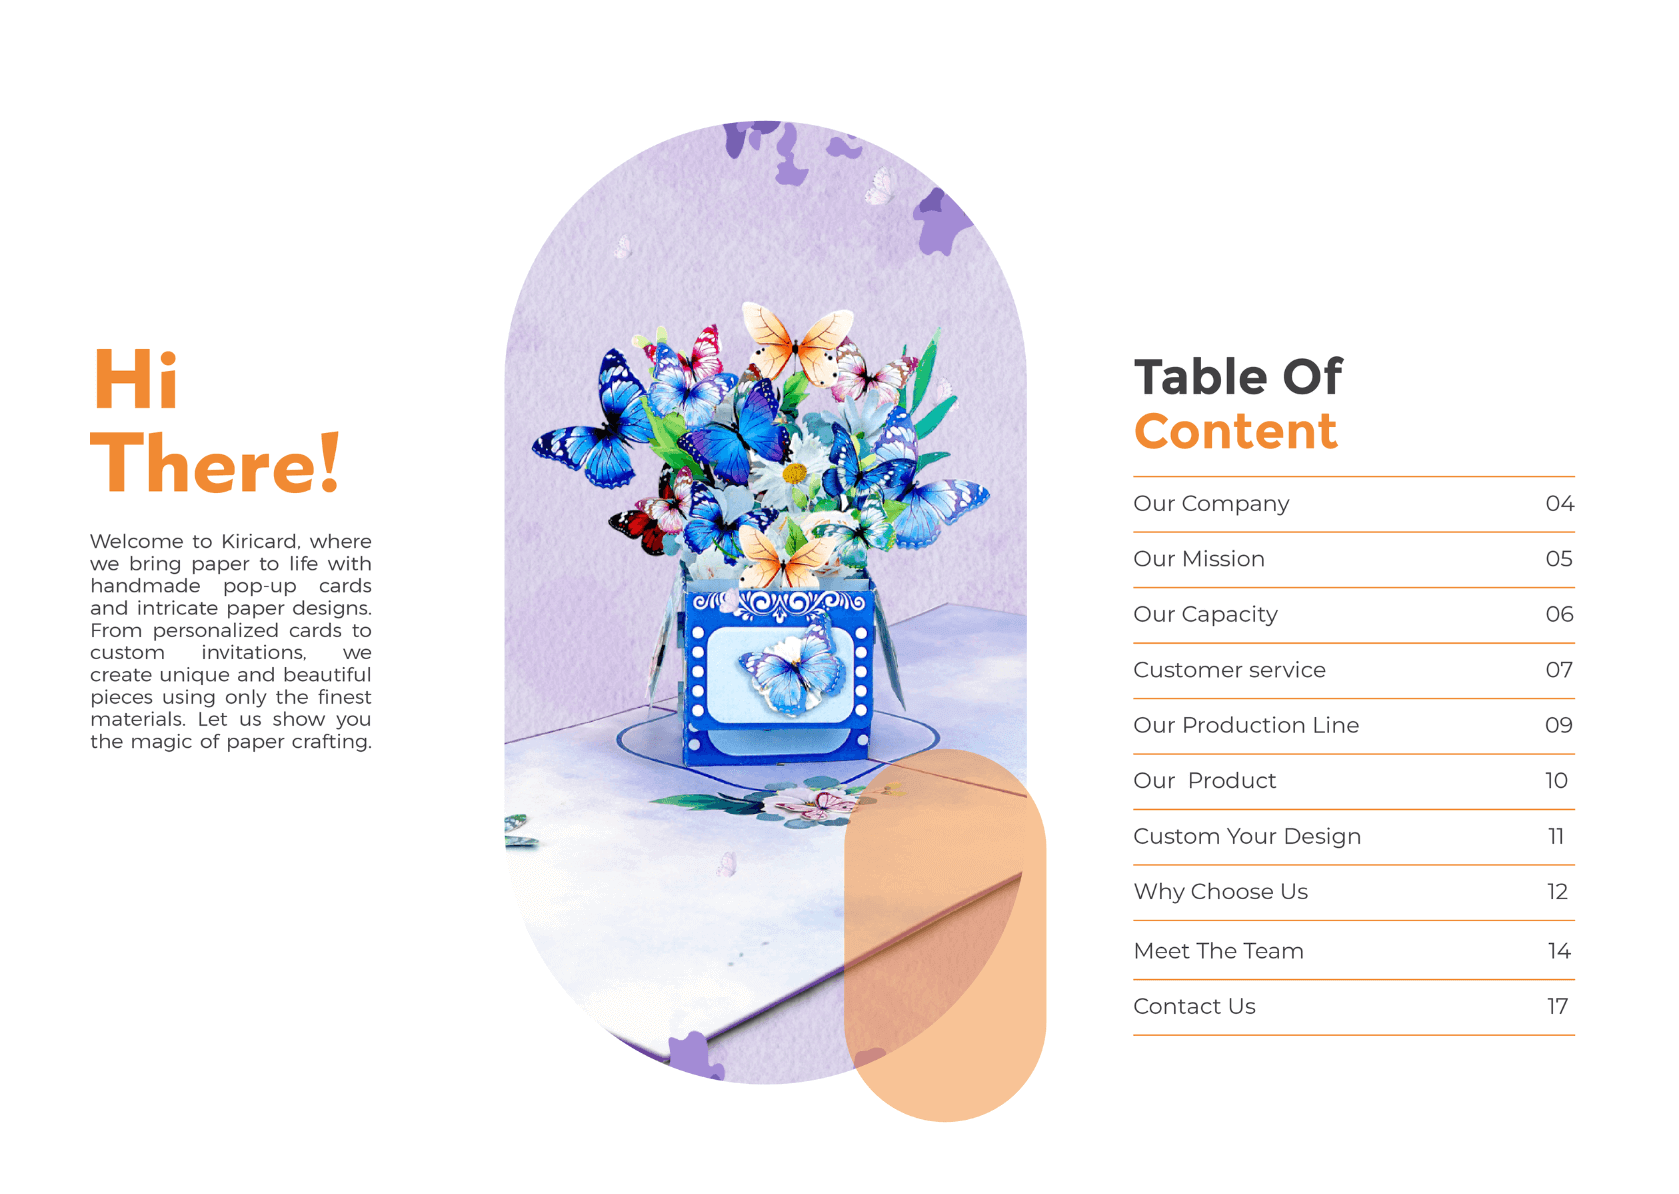 Hi
There!
Welcome to Kiricard, where
we bring paper to life with
handmade pop-up cards
and intricate paper designs.
From personalized cards to
custom invitations, we
create unique and beautiful
pieces using only the finest
materials. Let us show you
the magic of paper crafting.
Table Of
Content
Our Company 04
Our Mission 05
Our Capacity 06
Customer service 07
Our Production Line 09
Our  Product 10
Custom Your Design 11
Why Choose Us 12
Meet The Team 14
Contact Us 17